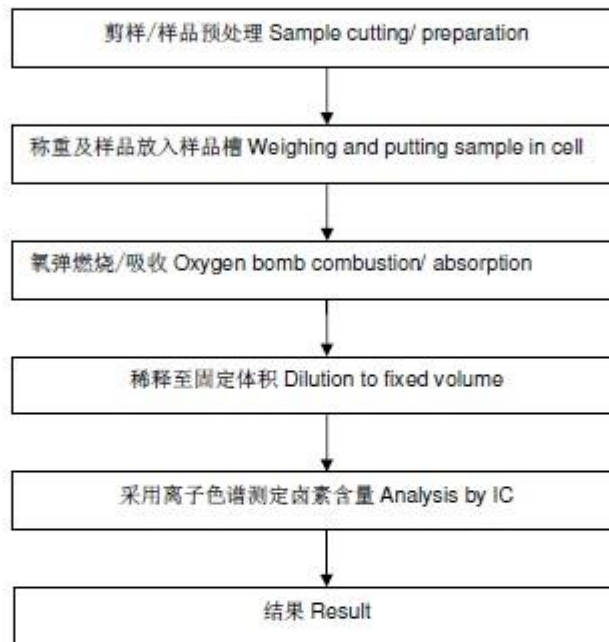 剪样/样品预处理 Sample cutting/ preparation
称重及样品放入样品槽 Weighing and putting sample in cell
氧弹燃烧/吸收 Oxygen bomb combustion/ absorption
稀释至固定体积 Dilution to fixed volume
采用离子色谱测定卤素含量 Analysis by IC
结果 Result